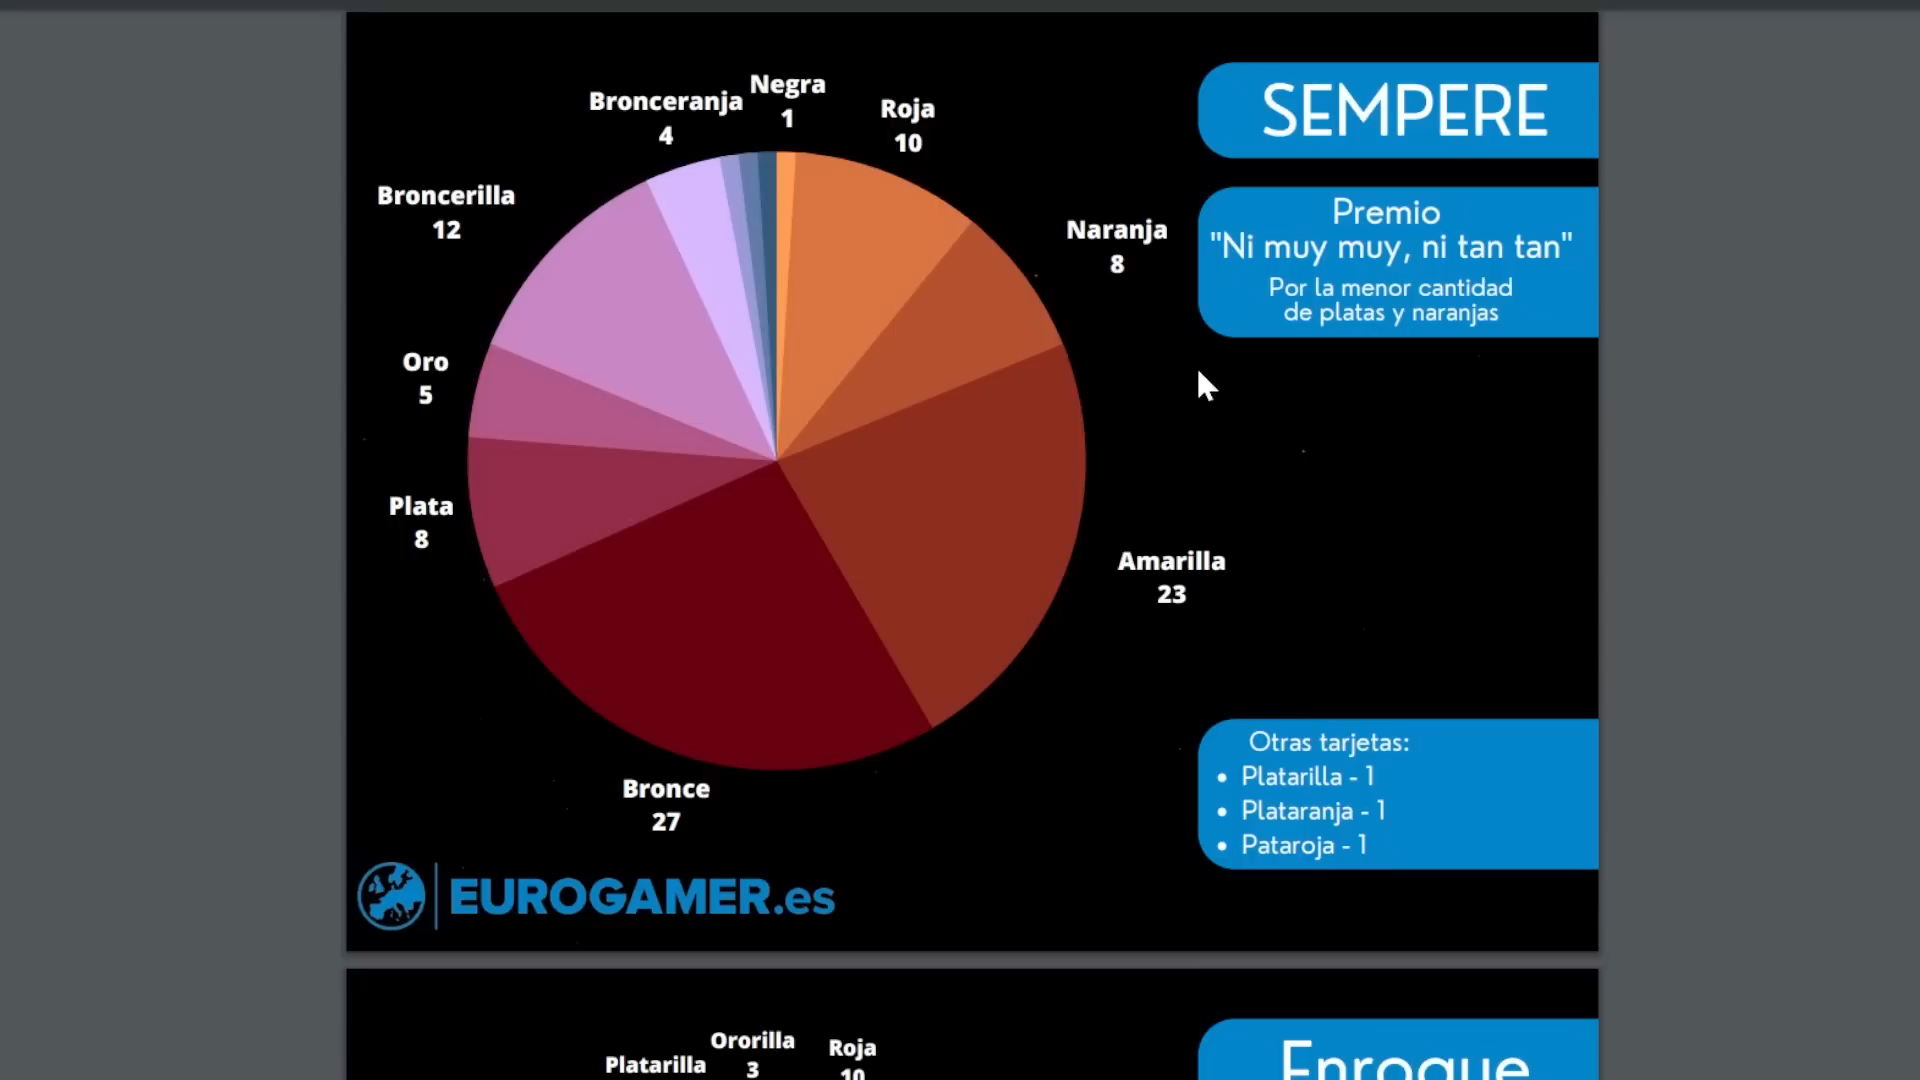 Negra
1
Bronceranja
4
Roja
10
Broncerilla
12
Naranja
8
Oro
5
Plata
8
Amarilla
23
Bronce
27
SEMPERE
Premio
"Ni muy muy, ni tan tan"
Por la menor cantidad
de platas y naranjas
Otras tarjetas:
• Platarilla - 1
• Plataranja - 1
• Pataroja - 1
EUROGAMER.es
Ororilla
3
Platarilla
Roja
10
Enroque